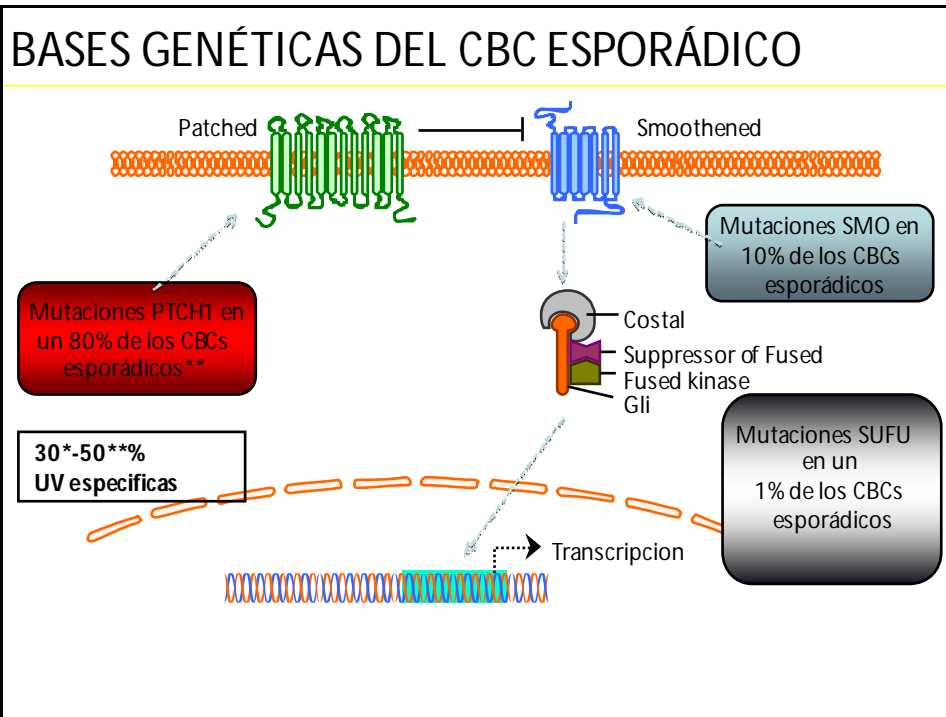 BASES GENÉTICAS DEL CBC ESPORÁDICO
Patched
Smoothened
Mutaciones SMO en
10% de los CBCs
esporádicos
Mutaciones PTCH1 en
un 80% de los CBCs
esporádicos**
Costal
Suppressor of Fused
Fused kinase
Gli
30*-50**%
UV especificas
Mutaciones SUFU
en un
1% de los CBCs
esporádicos
Transcripcion